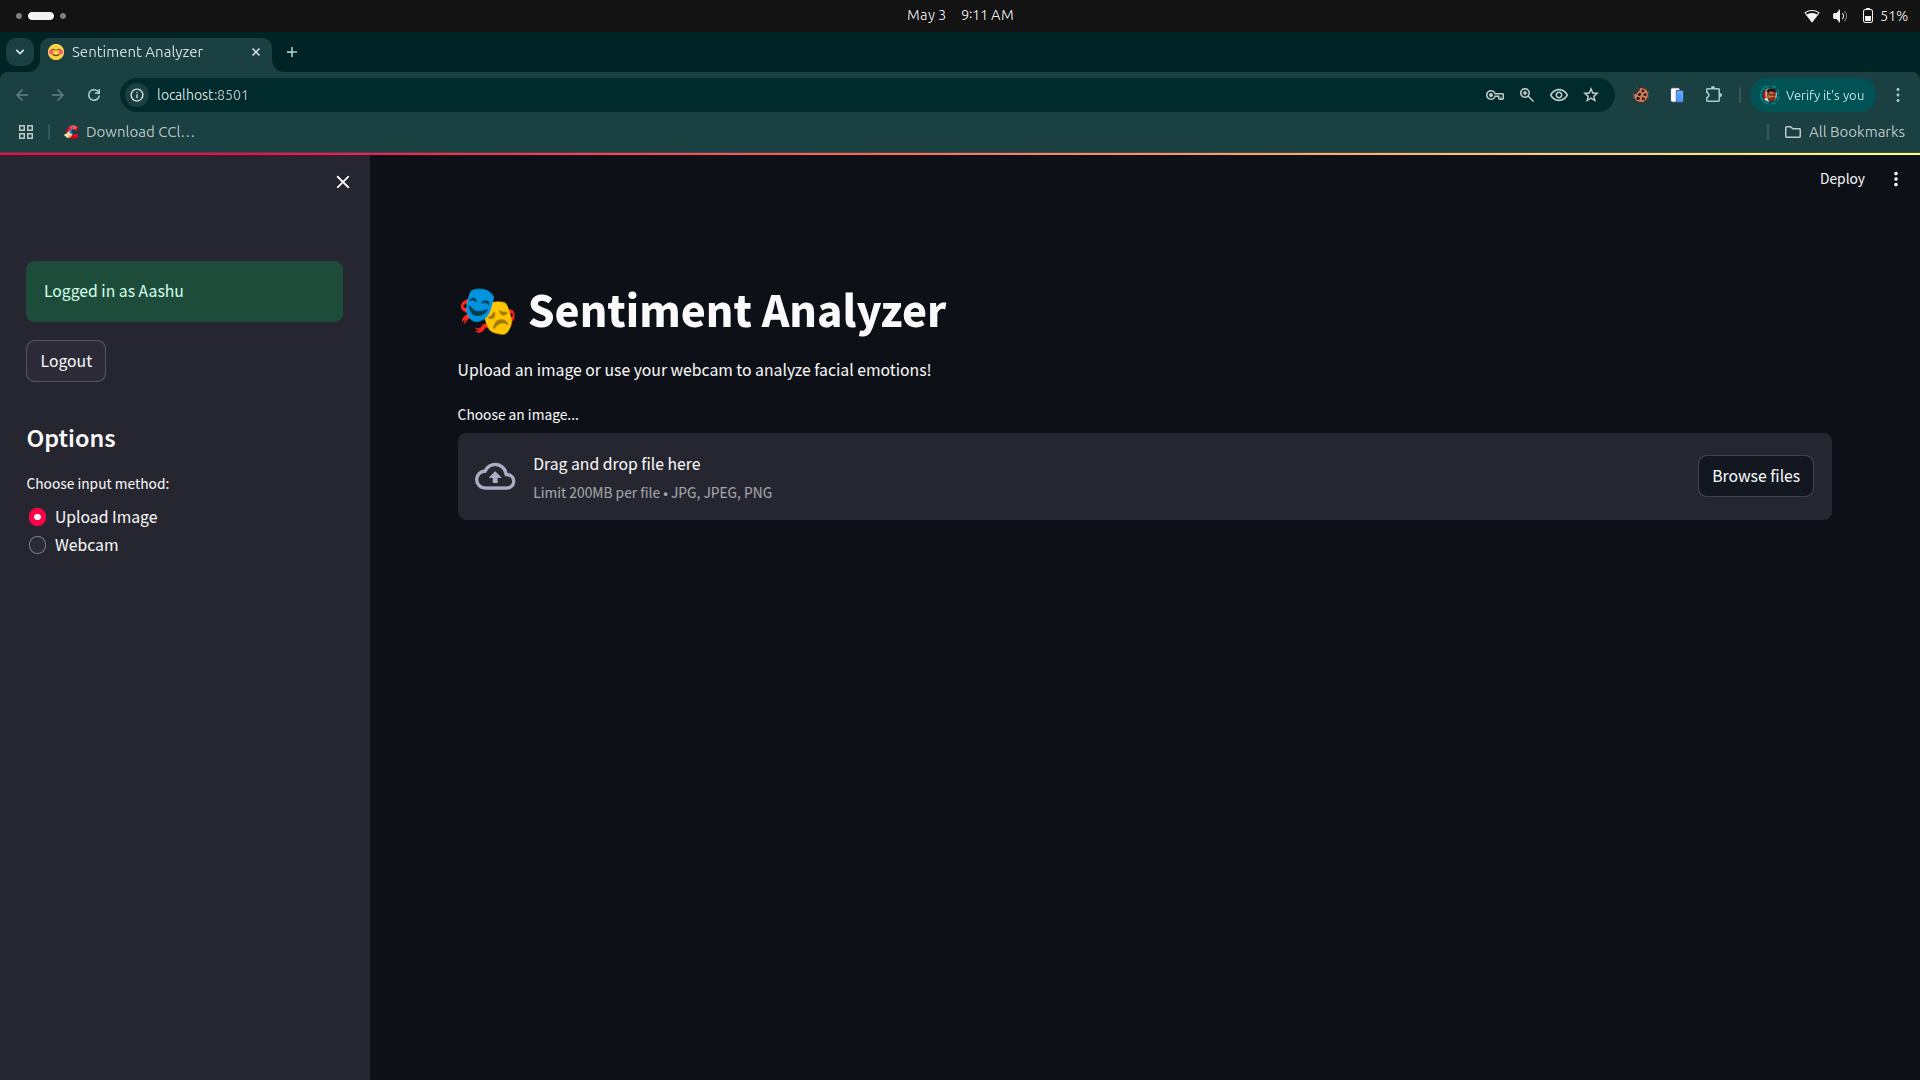 May 3 9:11 AM
51%
Sentiment Analyzer
localhost:8501
Verify it's you
Download CCl...
All Bookmarks
Deploy
Logged in as Aashu
Logout
Options
Choose input method:
Upload Image
Webcam
Sentiment Analyzer
Upload an image or use your webcam to analyze facial emotions!
Choose an image...
Drag and drop file here
Limit 200MB per file • JPG, JPEG, PNG
Browse files